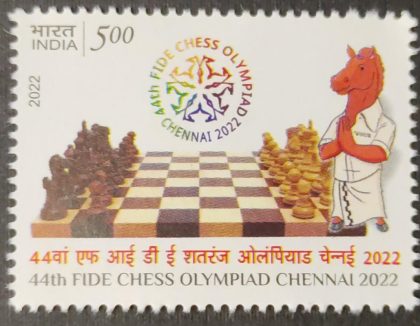 भारत
INDIA
5.00
2022
44th FIDE CHESS OLYMPIAD
CHENNAI 2022
44वां एफ आई डी ई शतरंज ओलंपियाड चेन्नई 2022
44th FIDE CHESS OLYMPIAD CHENNAI 2022